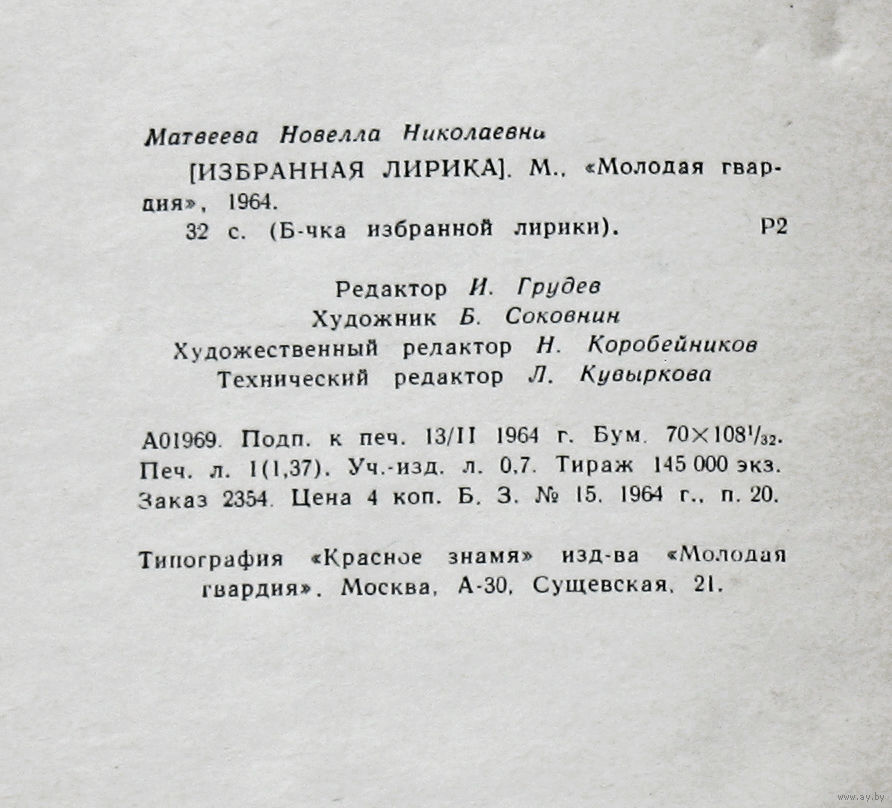 Матвеева Новелла Николаевна
[ИЗБРАННАЯ ЛИРИКА]. М., «Молодая гвар-
дия», 1964.
32 с. (Б-чка избранной лирики). Р2
Редактор И. Грудев
Художник Б. Соковнин
Художественный редактор Н. Коробейников
Технический редактор Л. Кувыркова
А01969. Подп. к печ. 13/II 1964 г. Бум. 70×108¹/₃₂.
Печ. л. 1(1,37). Уч.-изд. л. 0,7. Тираж 145 000 экз.
Заказ 2354. Цена 4 коп. Б. З. № 15. 1964 г., п. 20.
Типография «Красное знамя» изд-ва «Молодая
гвардия». Москва, А-30, Сущевская, 21.
www.ay.by